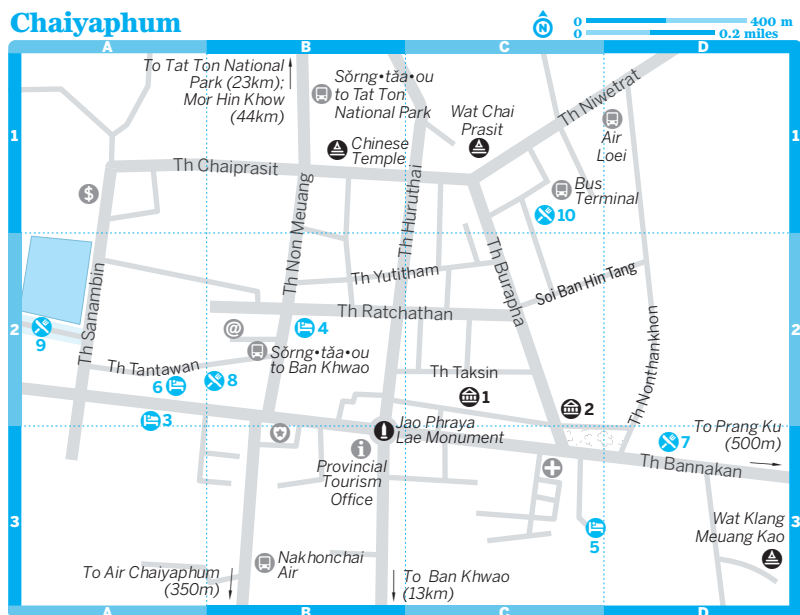 Chaiyaphum
N
0 400 m
0 0.2 miles
A B C D
To Tat Ton National
Park (23km);
Mor Hin Khow
(44km)
Sŏrng•tăa•ou
to Tat Ton
National Park
Wat Chai
Prasit
Th Niwetrat
Air
Loei
1 1
Chinese
Temple
Th Chaiprasit
$
Bus
Terminal
10
Th Non Meuang
Th Huruthai
Th Burapha
Th Yutitham
Soi Ban Hin Tang
Th Sanambin
Th Ratchathan
2 2
@
4
9
Th Nonthankhon
Sŏrng•tăa•ou
to Ban Khwao
Th Tantawan
Th Taksin
6
8
1
2
3
Jao Phraya
Lae Monument
To Prang Ku
(500m)
7
Th Bannakan
i
Provincial
Tourism
Office
3 3
5
Wat Klang
Meuang Kao
Nakhonchai
Air
To Air Chaiyaphum
(350m)
To Ban Khwao
(13km)
A B C D